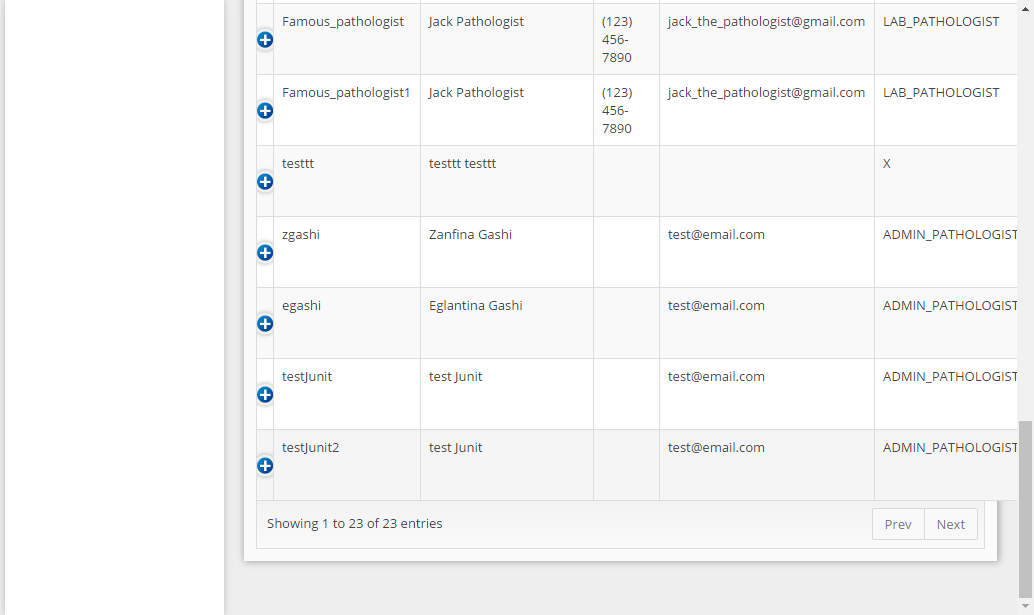 Famous_pathologist Jack Pathologist (123) jack_the_pathologist@gmail.com LAB_PATHOLOGIST
456-
7890
Famous_pathologist1 Jack Pathologist (123) jack_the_pathologist@gmail.com LAB_PATHOLOGIST
456-
7890
testtt testtt testtt X
zgashi Zanfina Gashi test@email.com ADMIN_PATHOLOGIST
egashi Eglantina Gashi test@email.com ADMIN_PATHOLOGIST
testJunit test Junit test@email.com ADMIN_PATHOLOGIST
testJunit2 test Junit test@email.com ADMIN_PATHOLOGIST
Showing 1 to 23 of 23 entries Prev Next